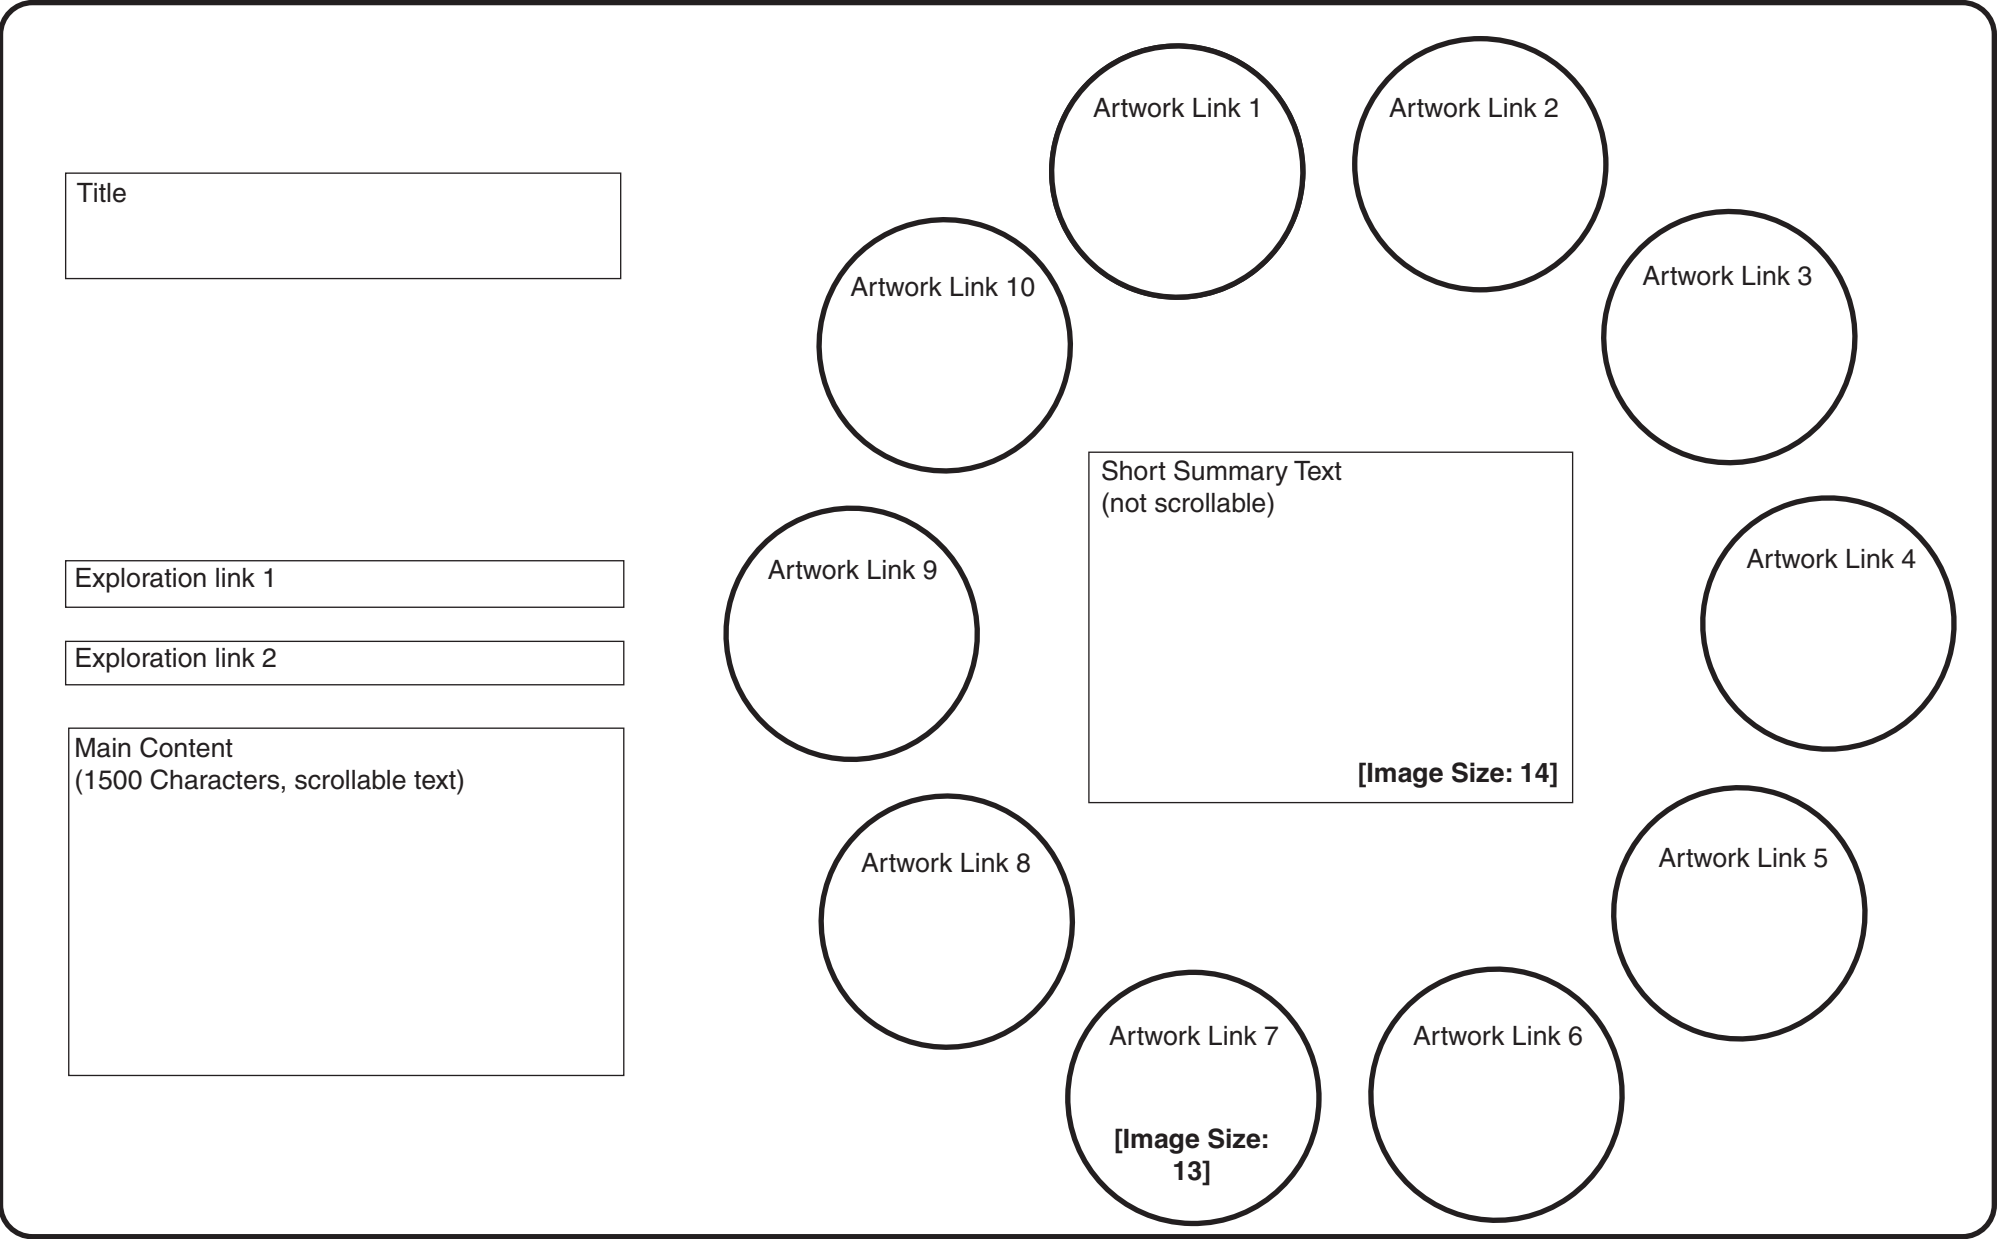 Title
Exploration link 1
Exploration link 2
Main Content
(1500 Characters, scrollable text)
Artwork Link 1
Artwork Link 2
Artwork Link 3
Artwork Link 4
Artwork Link 5
Artwork Link 6
Artwork Link 7
[Image Size:
13]
Artwork Link 8
Artwork Link 9
Artwork Link 10
Short Summary Text
(not scrollable)
[Image Size: 14]